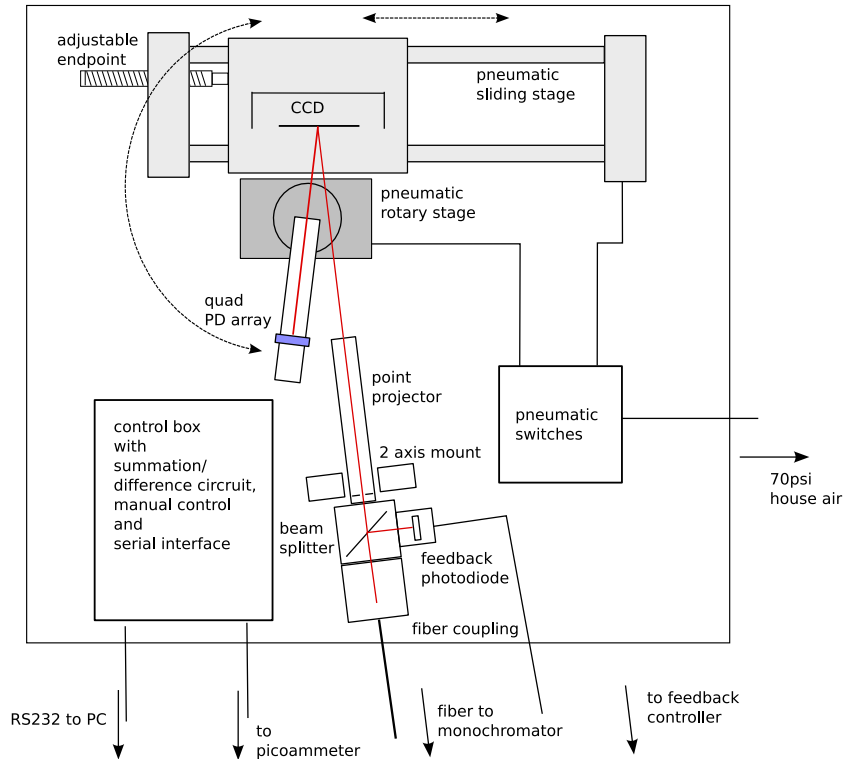 adjustable
endpoint
CCD
pneumatic
sliding stage
pneumatic
rotary stage
quad
PD array
point
projector
pneumatic
switches
70psi
house air
control box
with
summation/
difference circruit,
manual control
and
serial interface
2 axis mount
beam
splitter
feedback
photodiode
fiber coupling
RS232 to PC
to
picoammeter
fiber to
monochromator
to feedback
controller